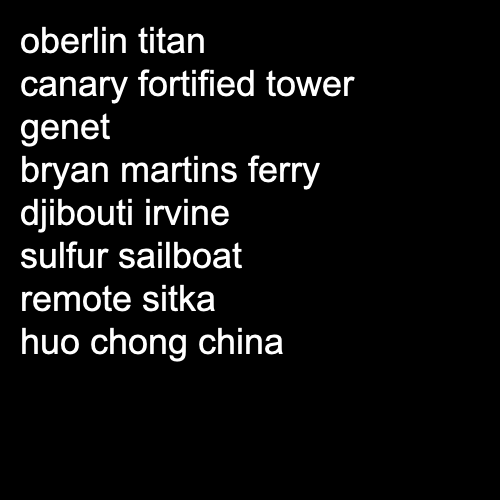 oberlin titan
canary fortified tower
genet
bryan martins ferry
djibouti irvine
sulfur sailboat
remote sitka
huo chong china